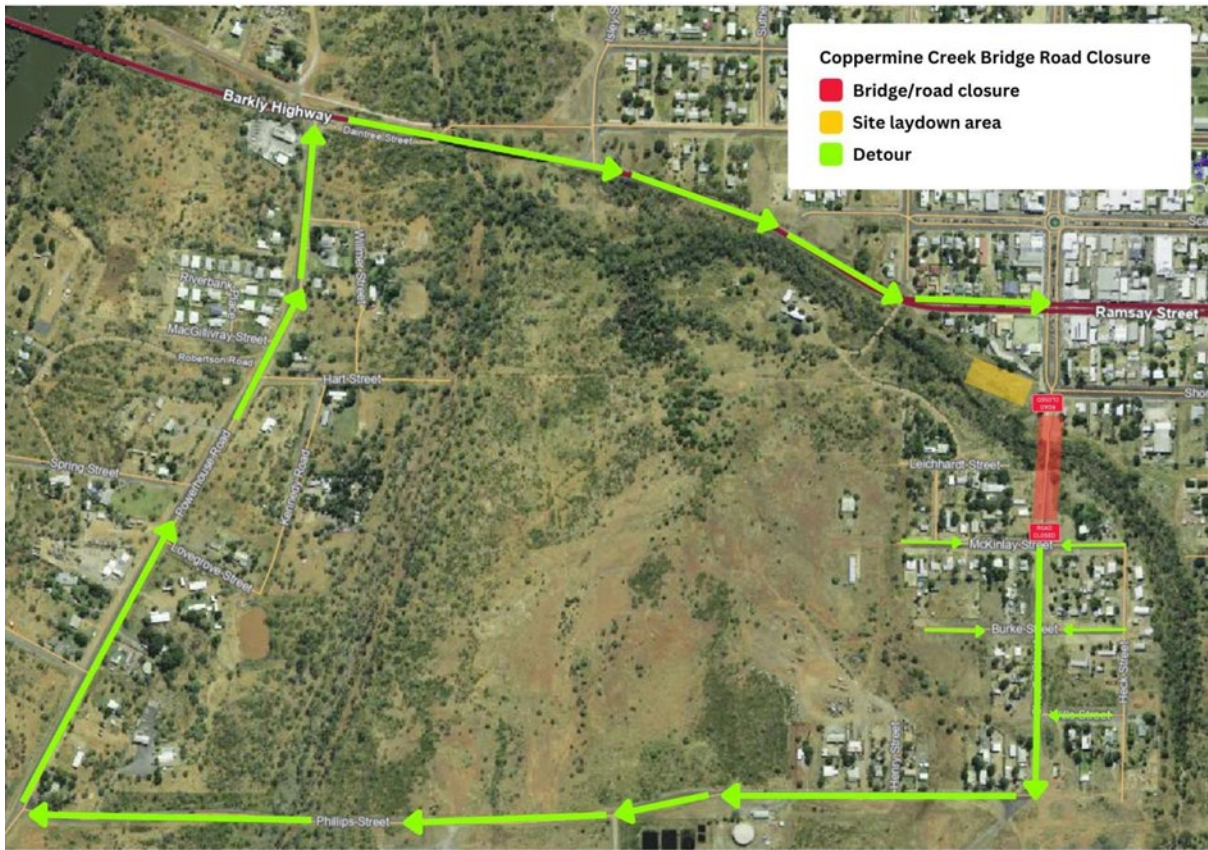 Coppermine Creek Bridge Road Closure
Bridge/road closure
Site laydown area
Detour
Barkly Highway
Daintree Street
Ramsay Street
Wilmer Street
Riverbank
MacGillivray Street
Robertson Road
Hart Street
ROAD
CLOSED
Powerhouse Road
Kennedy Road
Spring Street
Leichhardt Street
ROAD
CLOSED
McKinlay Street
Lovegrove Street
Burke Street
Heck Street
Henry Street
Phillips Street